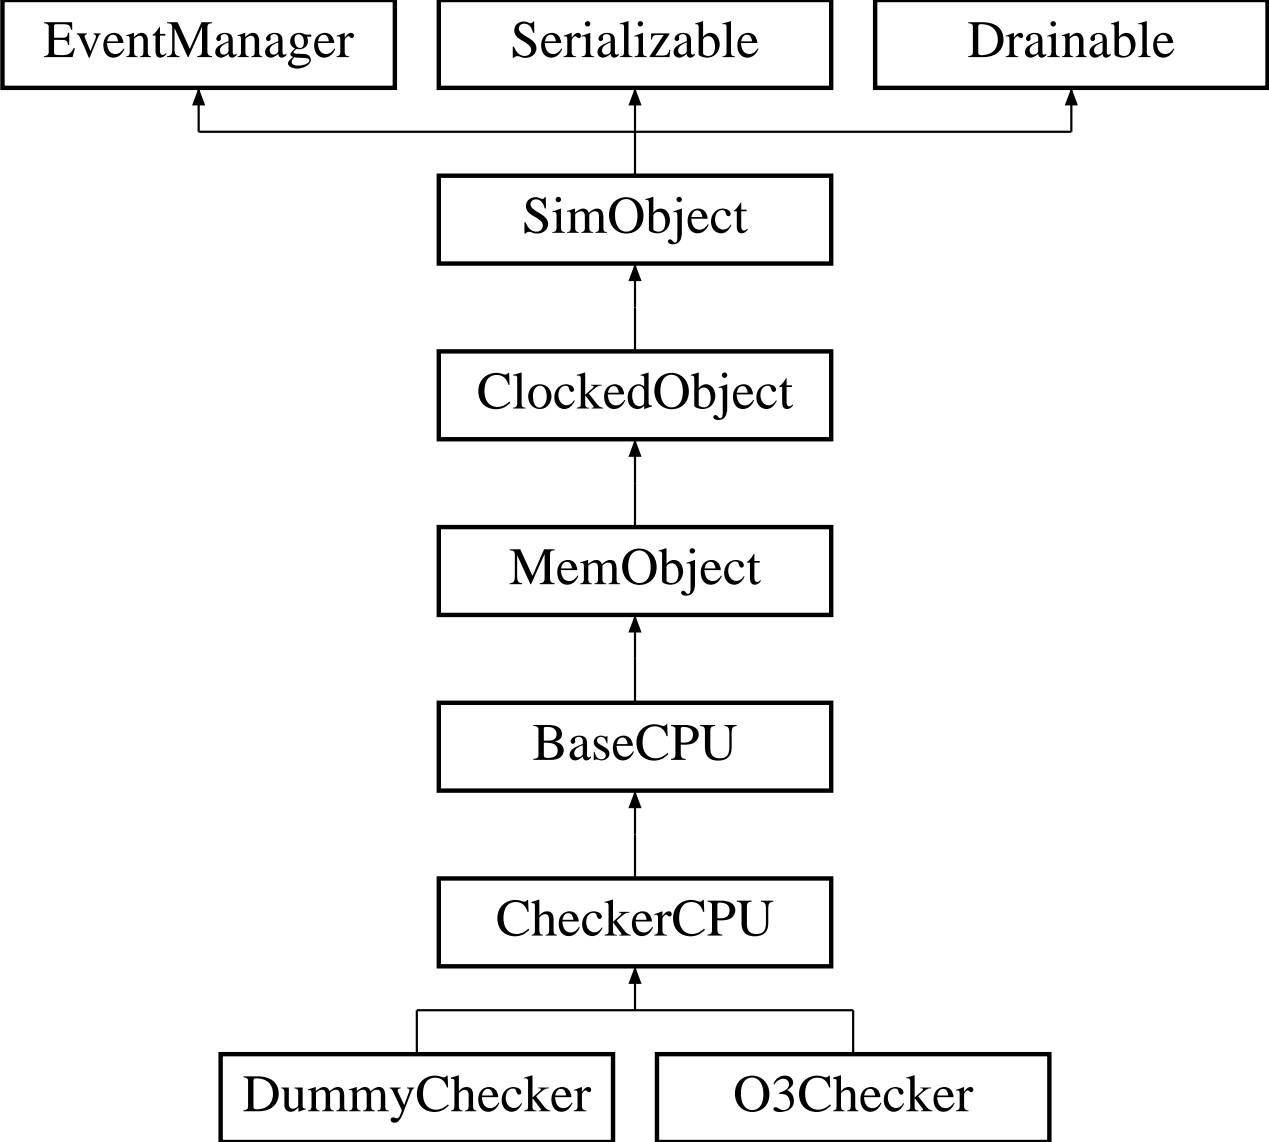 EventManager
Serializable
Drainable
SimObject
ClockedObject
MemObject
BaseCPU
CheckerCPU
DummyChecker
O3Checker